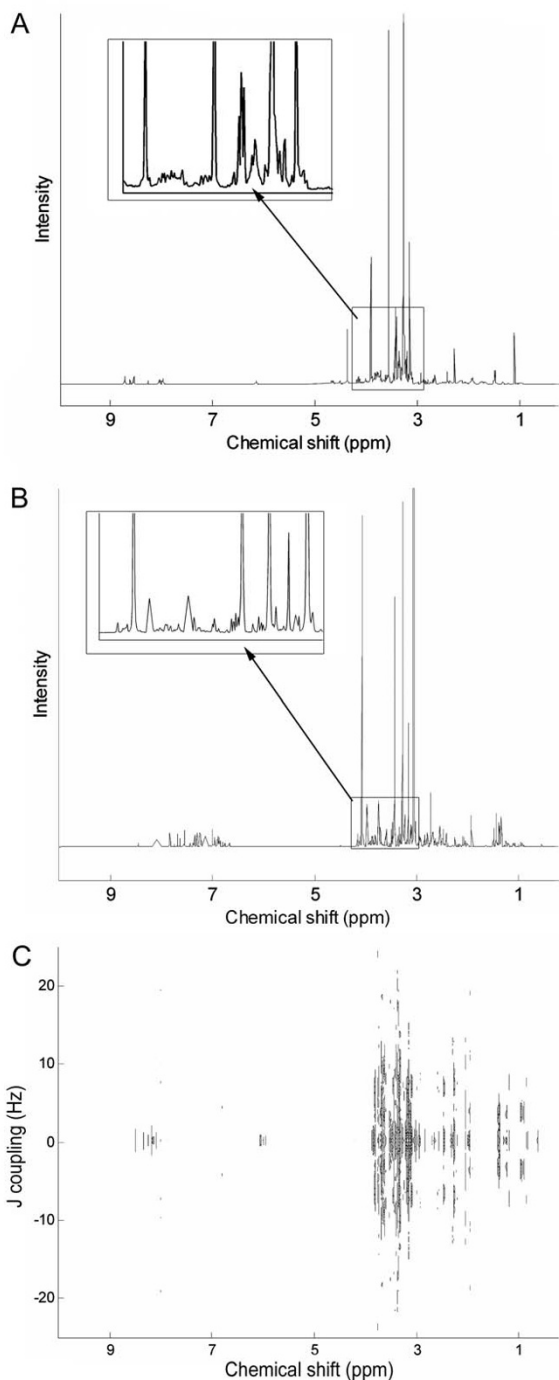 A
Intensity
9 7 5 3 1
Chemical shift (ppm)
B
Intensity
9 7 5 3 1
Chemical shift (ppm)
C
J coupling (Hz)
20
10
0
-10
-20
9 7 5 3 1
Chemical shift (ppm)